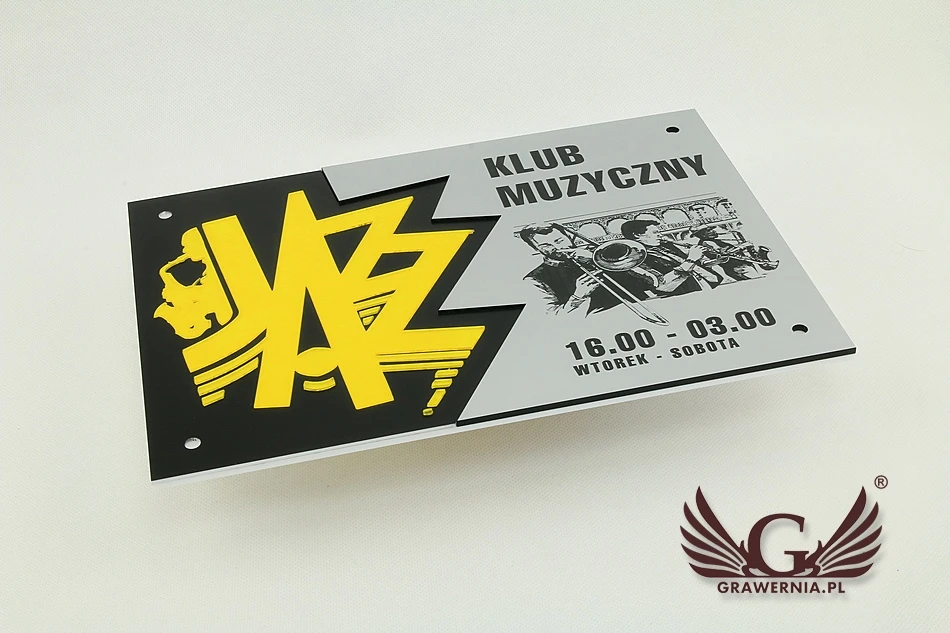 JAZZ
KLUB
MUZYCZNY
16.00 - 03.00
WTOREK - SOBOTA
G
®
GRAWERNIA.PL